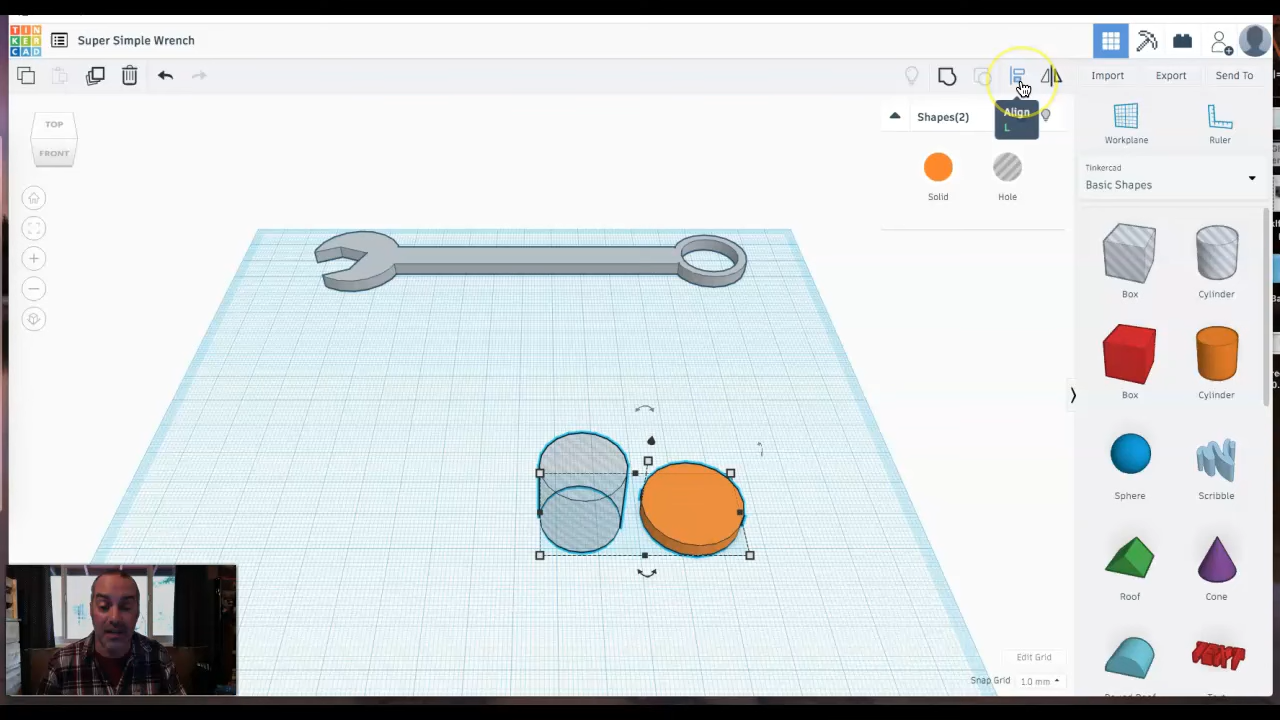 TIN
KER
CAD
Super Simple Wrench
Import
Export
Send To
TOP
FRONT
Shapes(2)
Align
L
Solid
Hole
Workplane
Ruler
Tinkercad
Basic Shapes
Box
Cylinder
Box
Cylinder
Sphere
Scribble
Roof
Cone
TEXT
Edit Grid
Snap Grid
1.0 mm